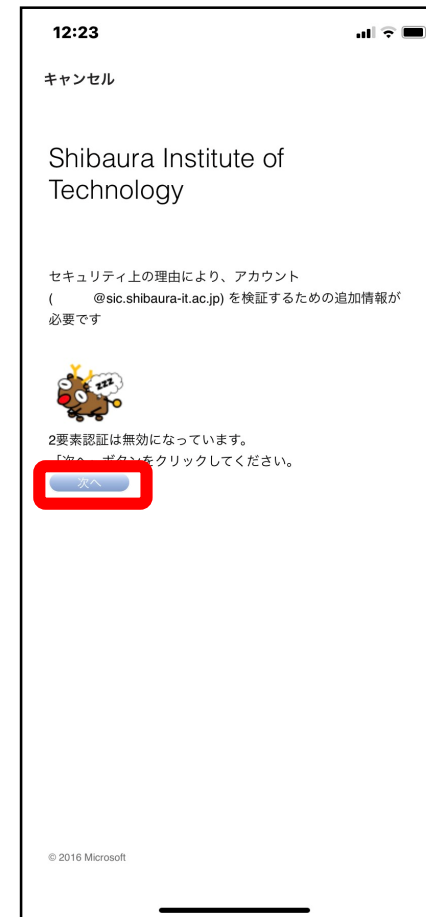 12:23
キャンセル
Shibaura Institute of
Technology
セキュリティ上の理由により、アカウント
( @sic.shibaura-it.ac.jp) を検証するための追加情報が
必要です
zzz
2要素認証は無効になっています。
「次へ」ボタンをクリックしてください。
次へ
© 2016 Microsoft